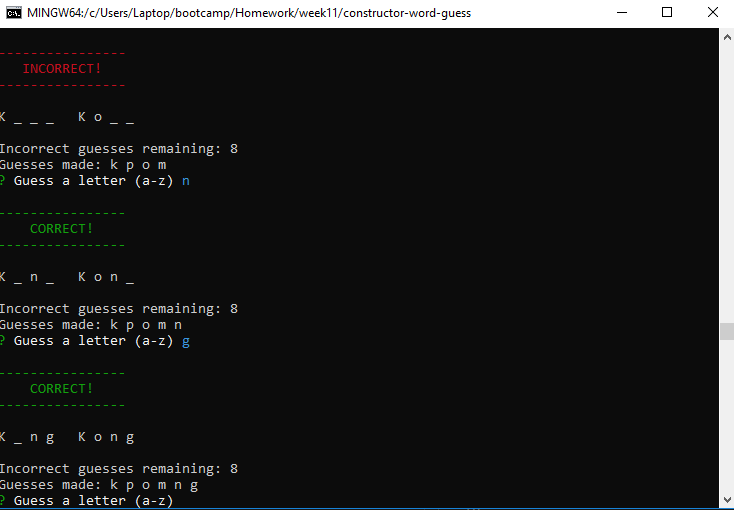 MINGW64:/c/Users/Laptop/bootcamp/Homework/week11/constructor-word-guess
----------------
INCORRECT!
----------------
K _ _ _   K o _ _
Incorrect guesses remaining: 8
Guesses made: k p o m
? Guess a letter (a-z) n
----------------
CORRECT!
----------------
K _ n _   K o n _
Incorrect guesses remaining: 8
Guesses made: k p o m n
? Guess a letter (a-z) g
----------------
CORRECT!
----------------
K _ n g   K o n g
Incorrect guesses remaining: 8
Guesses made: k p o m n g
? Guess a letter (a-z)